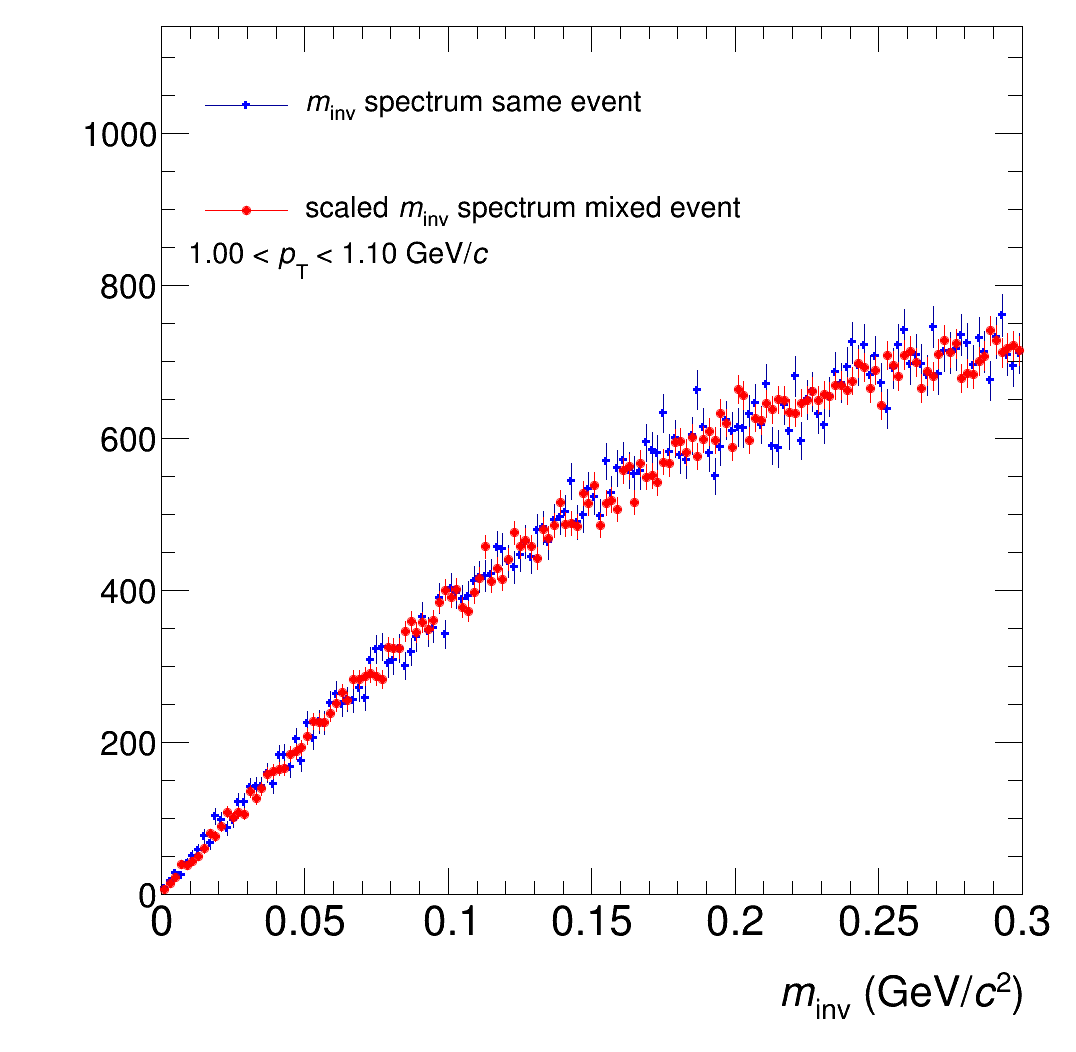 m_inv spectrum same event
1000
scaled m_inv spectrum mixed event
1.00 < p_T < 1.10 GeV/c
800
600
400
200
0
0 0.05 0.1 0.15 0.2 0.25 0.3
m_inv (GeV/c²)